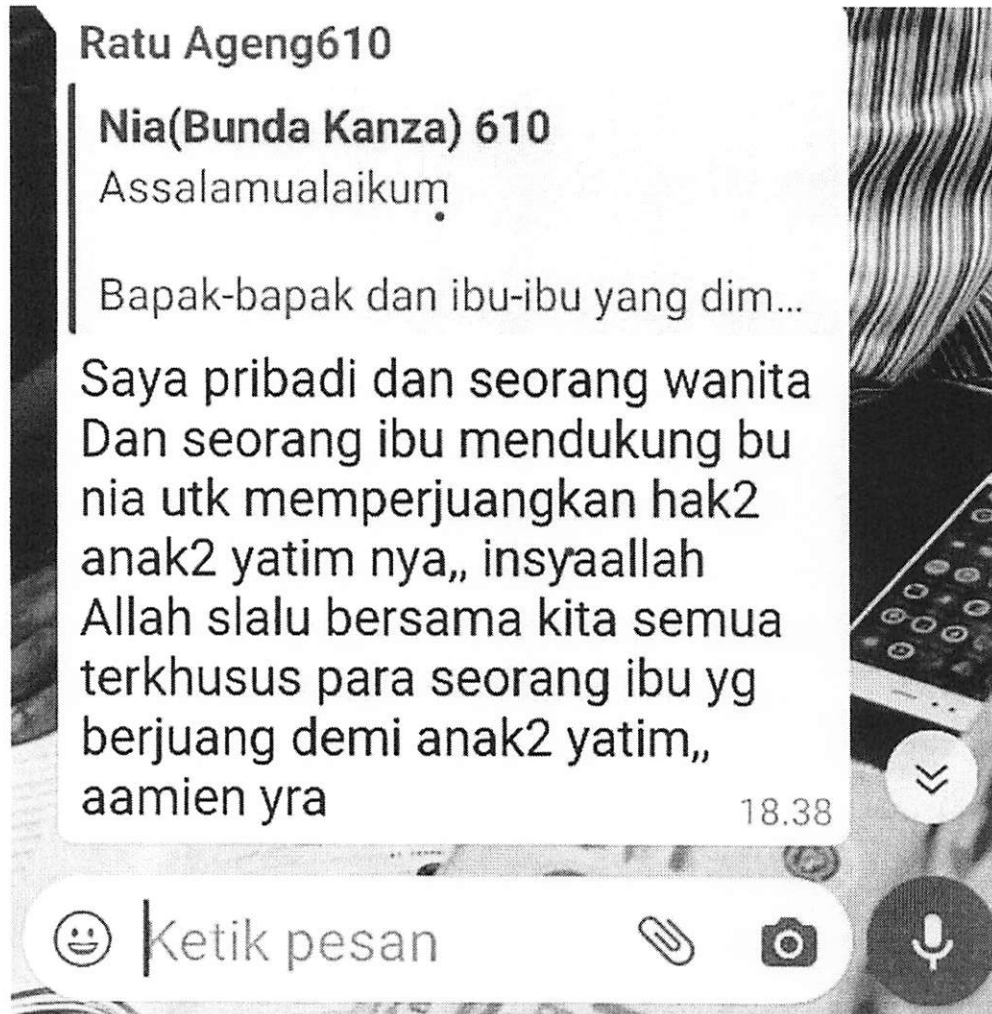 Ratu Ageng610
Nia(Bunda Kanza) 610
Assalamualaikum
Bapak-bapak dan ibu-ibu yang dim...
Saya pribadi dan seorang wanita
Dan seorang ibu mendukung bu
nia utk memperjuangkan hak2
anak2 yatim nya,, insyaallah
Allah slalu bersama kita semua
terkhusus para seorang ibu yg
berjuang demi anak2 yatim,,
aamien yra
18.38
Ketik pesan